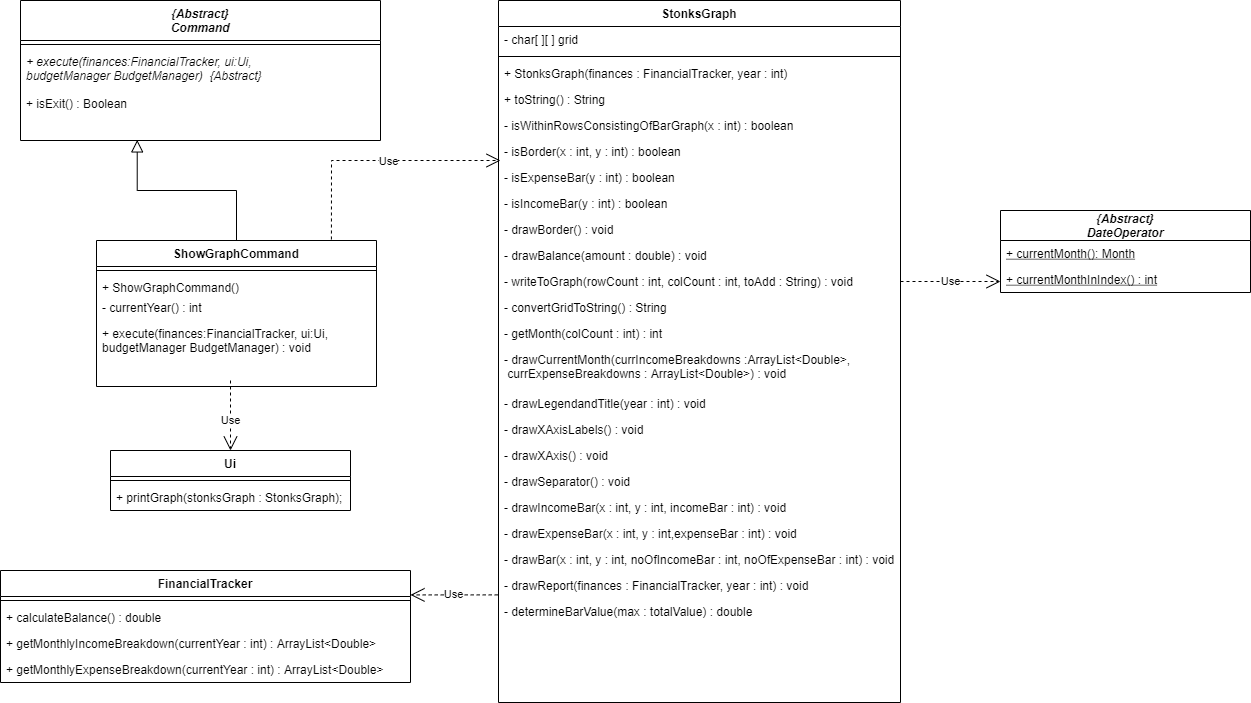 {Abstract}
Command
+ execute(finances:FinancialTracker, ui:Ui,
budgetManager BudgetManager)  {Abstract}
+ isExit() : Boolean
Use
ShowGraphCommand
+ ShowGraphCommand()
- currentYear() : int
+ execute(finances:FinancialTracker, ui:Ui,
budgetManager BudgetManager) : void
Use
Ui
+ printGraph(stonksGraph : StonksGraph);
FinancialTracker
+ calculateBalance() : double
+ getMonthlyIncomeBreakdown(currentYear : int) : ArrayList<Double>
+ getMonthlyExpenseBreakdown(currentYear : int) : ArrayList<Double>
Use
StonksGraph
- char[ ][ ] grid
+ StonksGraph(finances : FinancialTracker, year : int)
+ toString() : String
- isWithinRowsConsistingOfBarGraph(x : int) : boolean
- isBorder(x : int, y : int) : boolean
- isExpenseBar(y : int) : boolean
- isIncomeBar(y : int) : boolean
- drawBorder() : void
- drawBalance(amount : double) : void
- writeToGraph(rowCount : int, colCount : int, toAdd : String) : void
- convertGridToString() : String
- getMonth(colCount : int) : int
- drawCurrentMonth(currIncomeBreakdowns :ArrayList<Double>,
currExpenseBreakdowns : ArrayList<Double>) : void
- drawLegendandTitle(year : int) : void
- drawXAxisLabels() : void
- drawXAxis() : void
- drawSeparator() : void
- drawIncomeBar(x : int, y : int, incomeBar : int) : void
- drawExpenseBar(x : int, y : int,expenseBar : int) : void
- drawBar(x : int, y : int, noOfIncomeBar : int, noOfExpenseBar : int) : void
- drawReport(finances : FinancialTracker, year : int) : void
- determineBarValue(max : totalValue) : double
Use
{Abstract}
DateOperator
+ currentMonth(): Month
+ currentMonthInIndex() : int